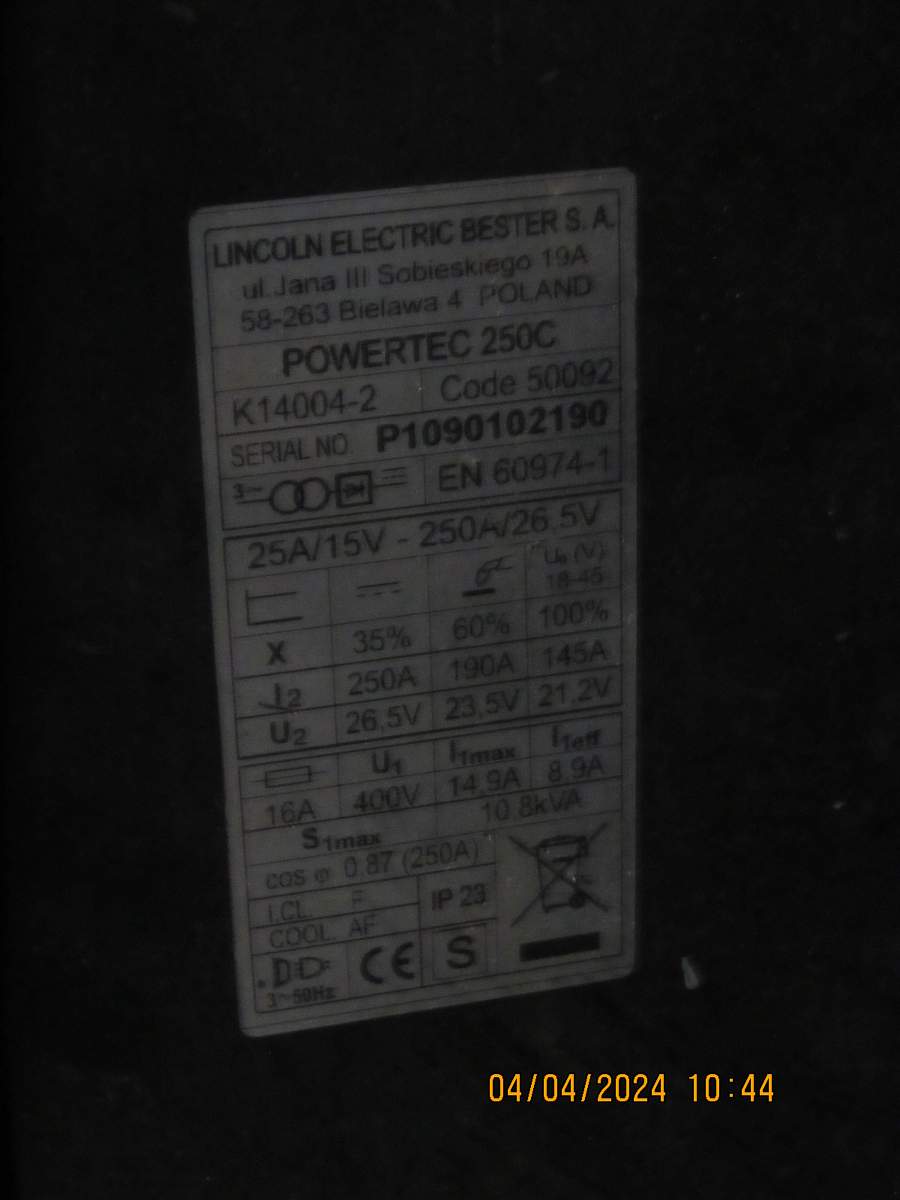 LINCOLN ELECTRIC BESTER S. A.
ul.Jana III Sobieskiego 19A
58-263 Bielawa 4 POLAND
POWERTEC 250C
K14004-2 Code 50092
SERIAL NO. P1090102190
3~ EN 60974-1
25A/15V - 250A/26,5V
U₀ (V)
18-45
X 35% 60% 100%
I2 250A 190A 145A
U2 26,5V 23,5V 21,2V
U1 I1max I1eff
16A 400V 14,9A 8,9A
S1max 10,8kVA
cos φ 0,87 (250A)
I.CL. F IP 23
COOL. AF
3~50Hz CE S
04/04/2024 10:44